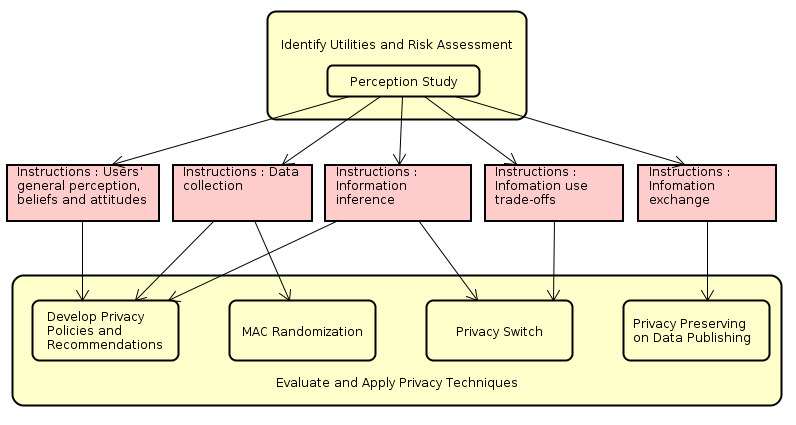 Identify Utilities and Risk Assessment
Perception Study
Instructions : Users'
general perception,
beliefs and attitudes
Instructions : Data
collection
Instructions :
Information
inference
Instructions :
Infomation use
trade-offs
Instructions :
Infomation
exchange
Develop Privacy
Policies and
Recommendations
MAC Randomization
Privacy Switch
Privacy Preserving
on Data Publishing
Evaluate and Apply Privacy Techniques